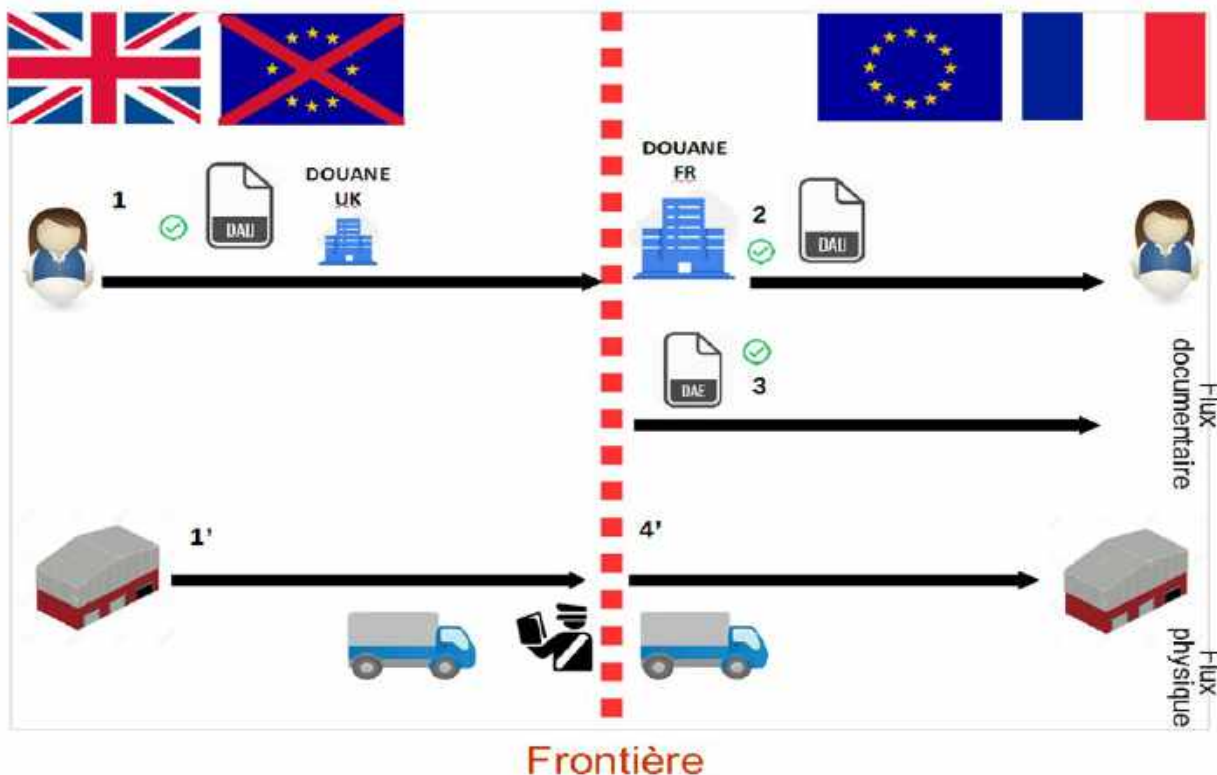 DOUANE
UK
1
DAU
DOUANE
FR
2
DAU
DAE
3
Flux
documentaire
1’
4’
Flux
physique
Frontière